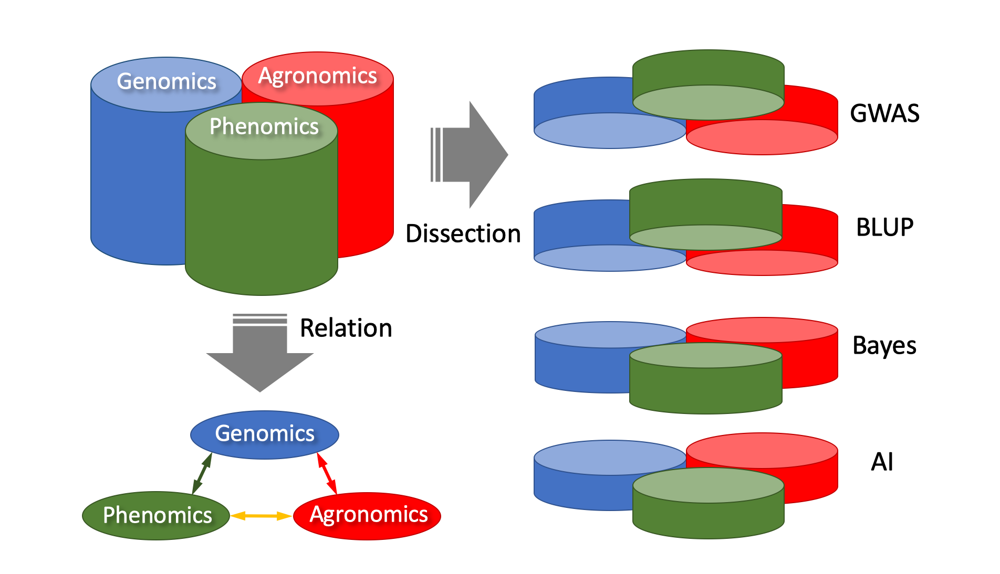 Genomics
Agronomics
Phenomics
Dissection
Relation
Genomics
Phenomics
Agronomics
GWAS
BLUP
Bayes
AI